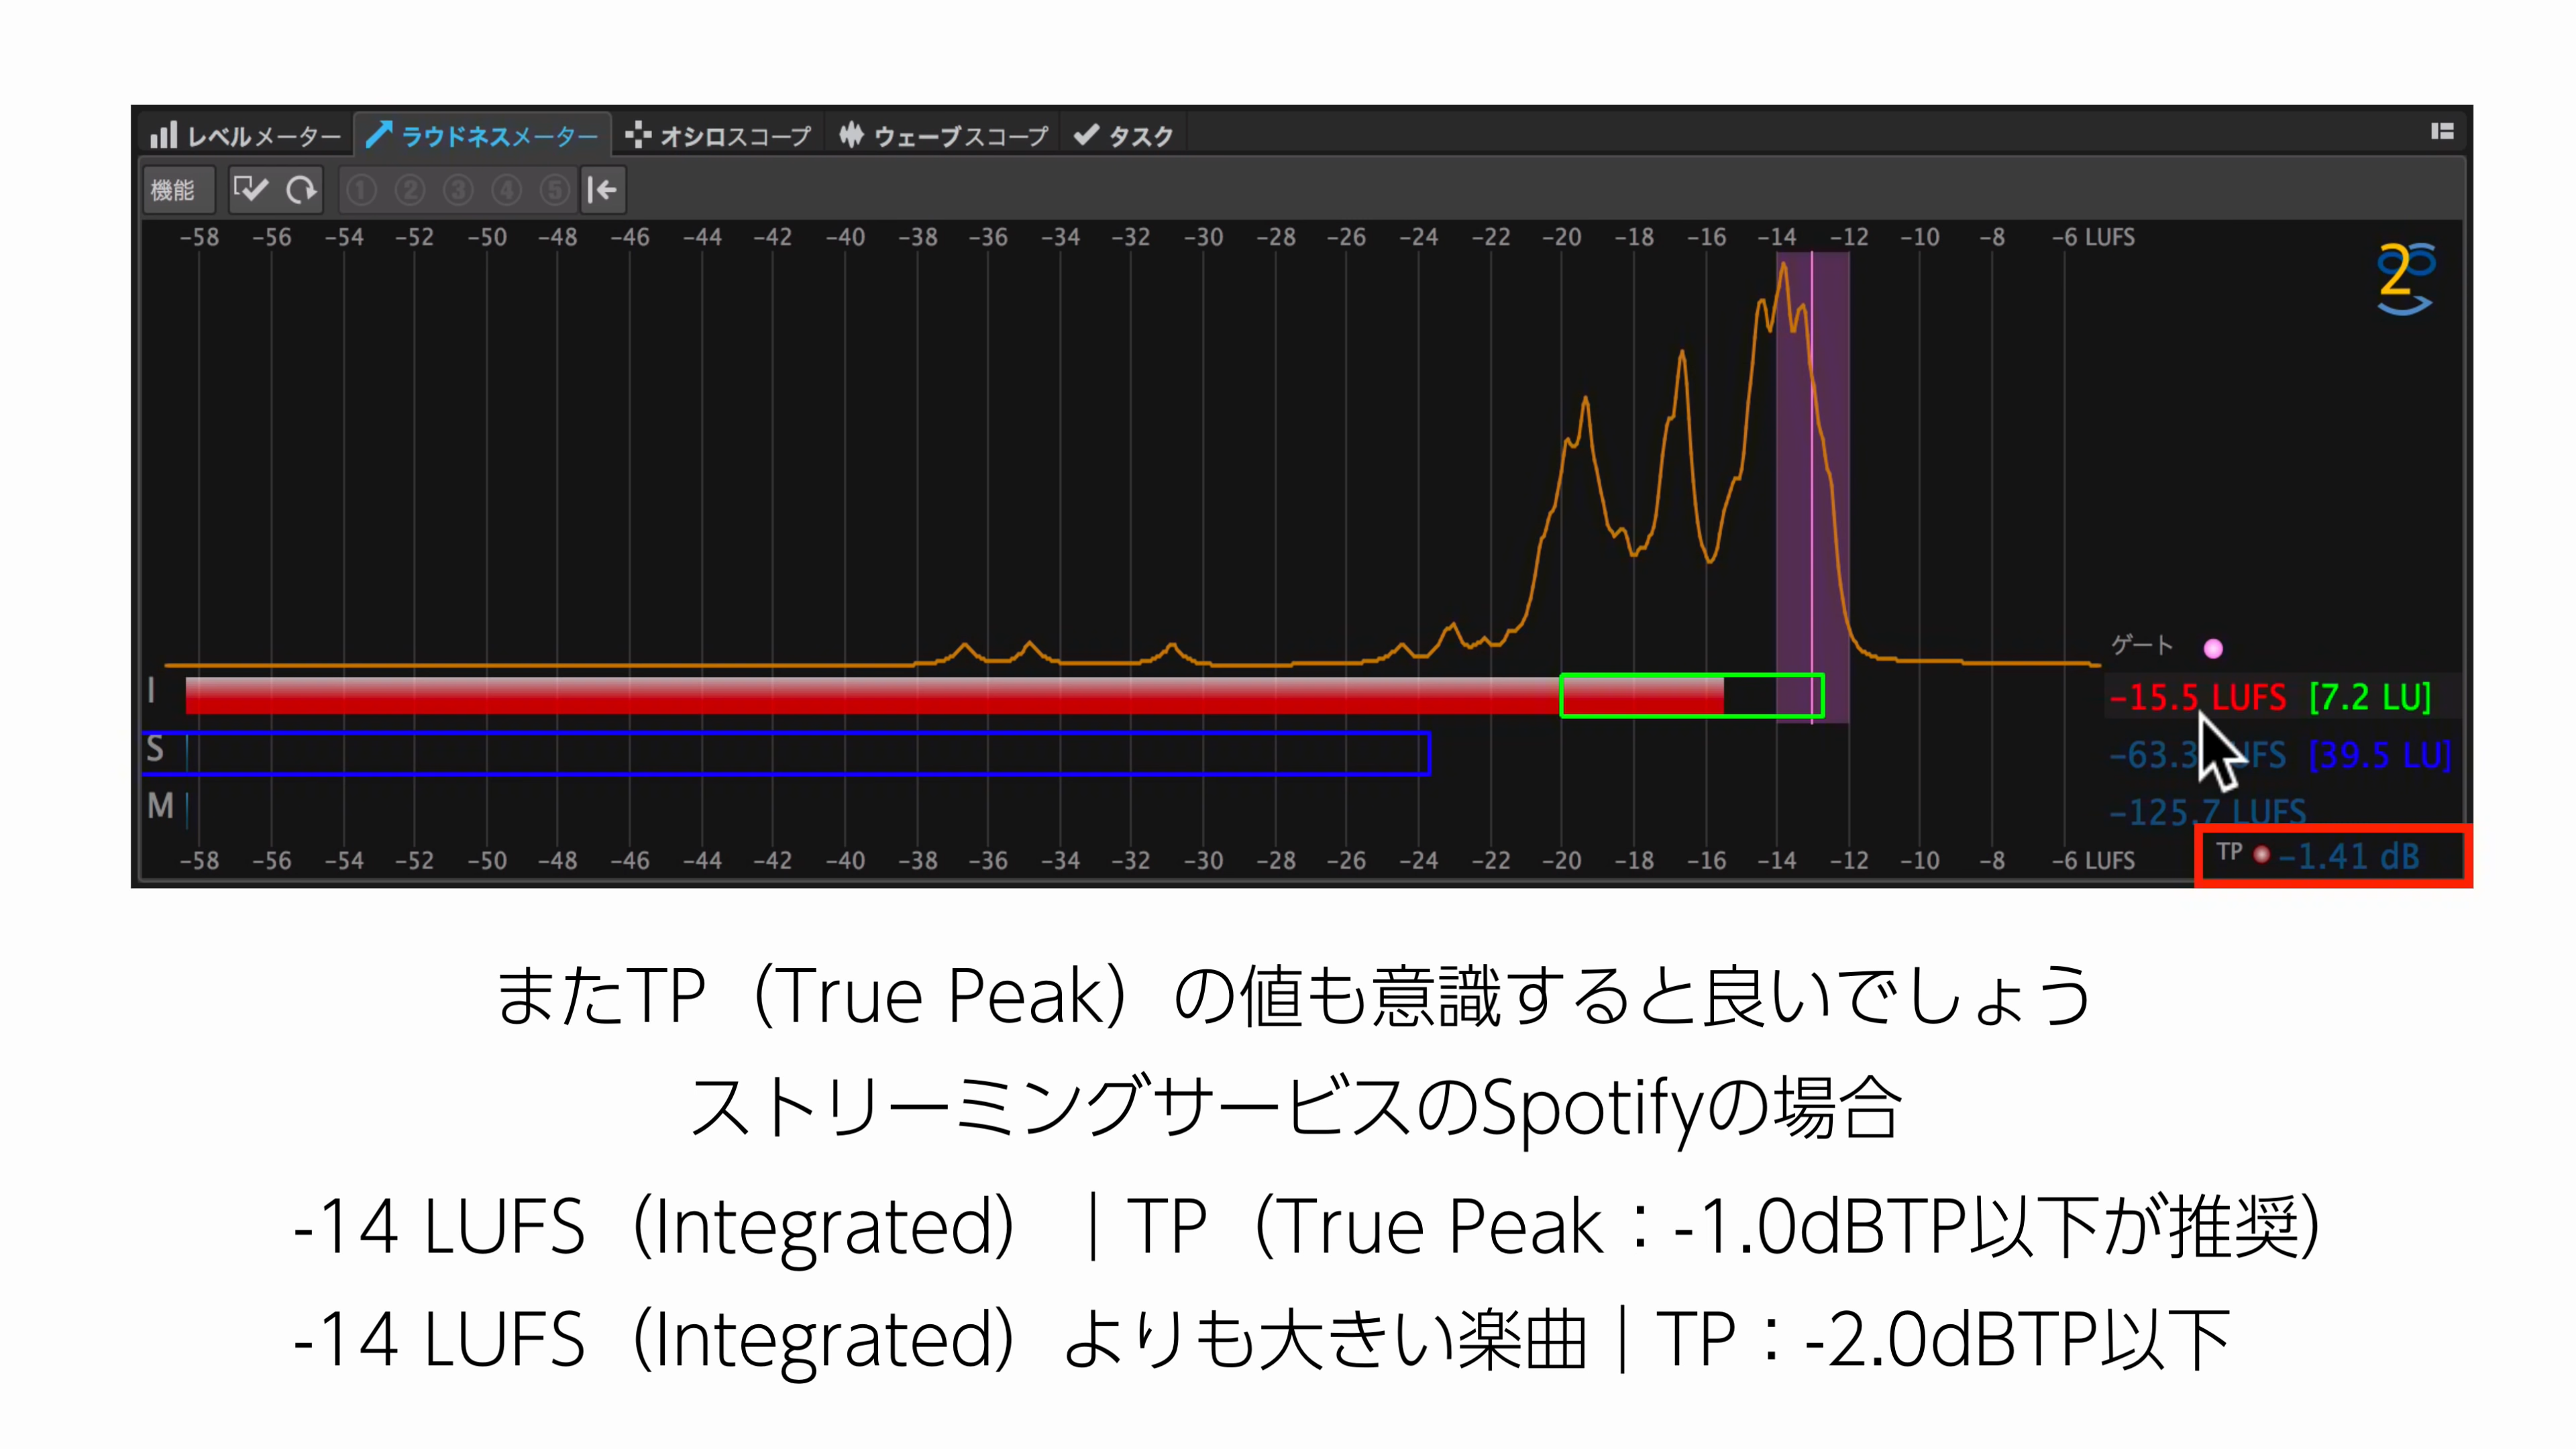 レベルメーター ラウドネスメーター オシロスコープ ウェーブスコープ タスク
機能 ① ② ③ ④ ⑤
-58 -56 -54 -52 -50 -48 -46 -44 -42 -40 -38 -36 -34 -32 -30 -28 -26 -24 -22 -20 -18 -16 -14 -12 -10 -8 -6 LUFS
2
ゲート
I -15.5 LUFS [7.2 LU]
S -63.3 LUFS [39.5 LU]
M -125.7 LUFS
-58 -56 -54 -52 -50 -48 -46 -44 -42 -40 -38 -36 -34 -32 -30 -28 -26 -24 -22 -20 -18 -16 -14 -12 -10 -8 -6 LUFS TP -1.41 dB
またTP（True Peak）の値も意識すると良いでしょう
ストリーミングサービスのSpotifyの場合
-14 LUFS（Integrated）｜TP（True Peak：-1.0dBTP以下が推奨）
-14 LUFS（Integrated）よりも大きい楽曲｜TP：-2.0dBTP以下